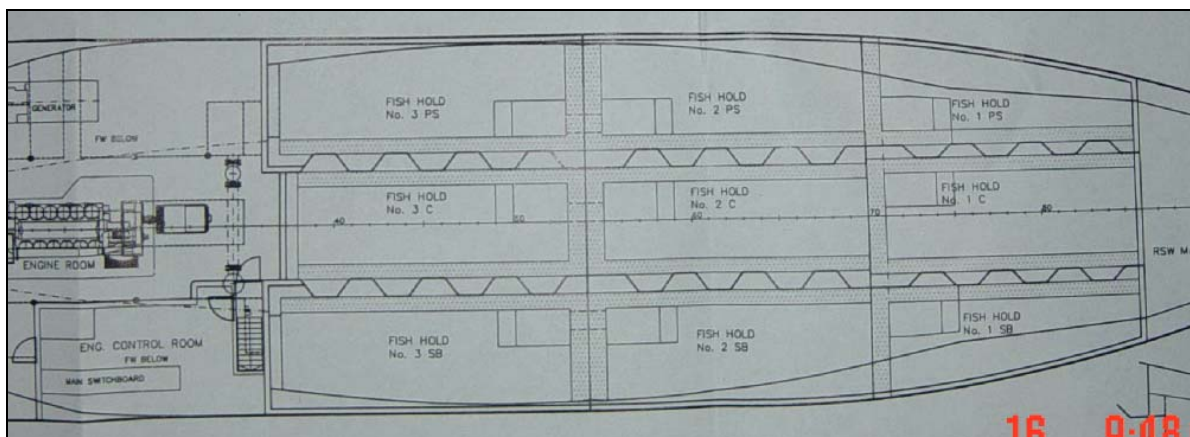 GENERATOR
FW BELOW
FISH HOLD
No. 3 PS
FISH HOLD
No. 2 PS
FISH HOLD
No. 1 PS
FISH HOLD
No. 3 C
FISH HOLD
No. 2 C
FISH HOLD
No. 1 C
40
50
60
70
80
ENGINE ROOM
RSW M
ENG. CONTROL ROOM
FW BELOW
MAIN SWITCHBOARD
FISH HOLD
No. 3 SB
FISH HOLD
No. 2 SB
FISH HOLD
No. 1 SB
16 9:48